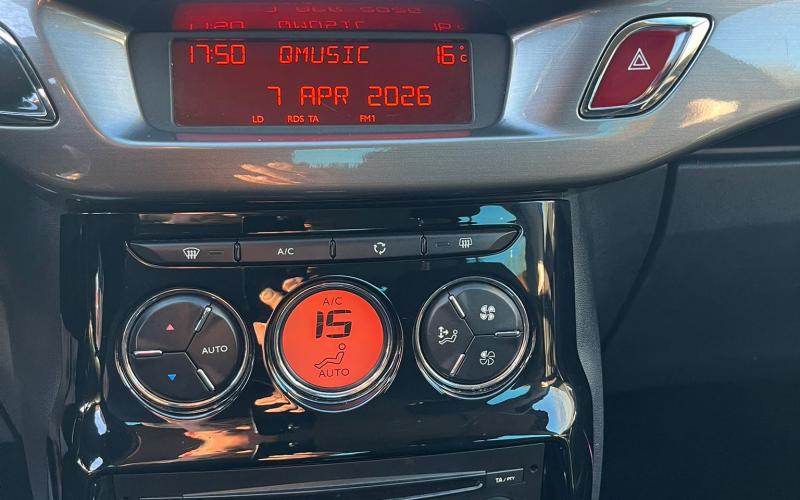 17:50 QMUSIC 16°C
7 APR 2026
LD RDS TA FM1
A/C
A/C
15
AUTO
AUTO
TA/PTY